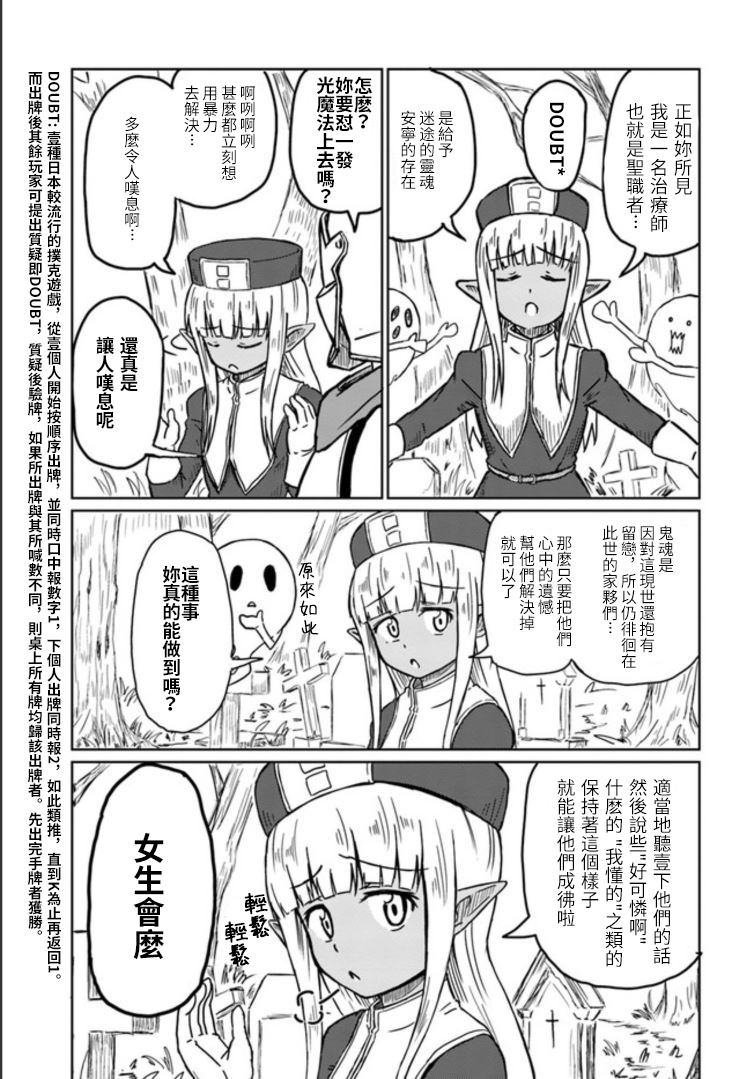 正如妳所見
我是一名治療師
也就是聖職者…
DOUBT*
是給予
迷途的靈魂
安寧的存在
怎麼？
妳要懟一發
光魔法上去嗎？
啊咧啊咧
甚麼都立刻想
用暴力
去解決…
多麼令人嘆息啊…
還真是
讓人嘆息呢
鬼魂是
因對這現世還抱有
留戀，所以仍徘徊在
此世的家夥們…
那麼只要把他們
心中的遺憾
幫他們解決掉
就可以了
原來如此
這種事
妳真的能做到嗎？
適當地聽壹下他們的話
然後說些"好可憐啊"
什麼的"我懂的"之類的
保持著這個樣子
就能讓他們成彿啦
輕鬆
輕鬆
女生會麼
DOUBT：壹種日本較流行的撲克遊戲，從壹個人開始按順序出牌，並同時口中報數字1，下個人出牌同時報2，如此類推，直到K為止再返回1。
而出牌後其餘玩家可提出質疑即DOUBT，質疑後驗牌，如果所出牌與其所喊數不同，則桌上所有牌均歸該出牌者。先出完手牌者獲勝。